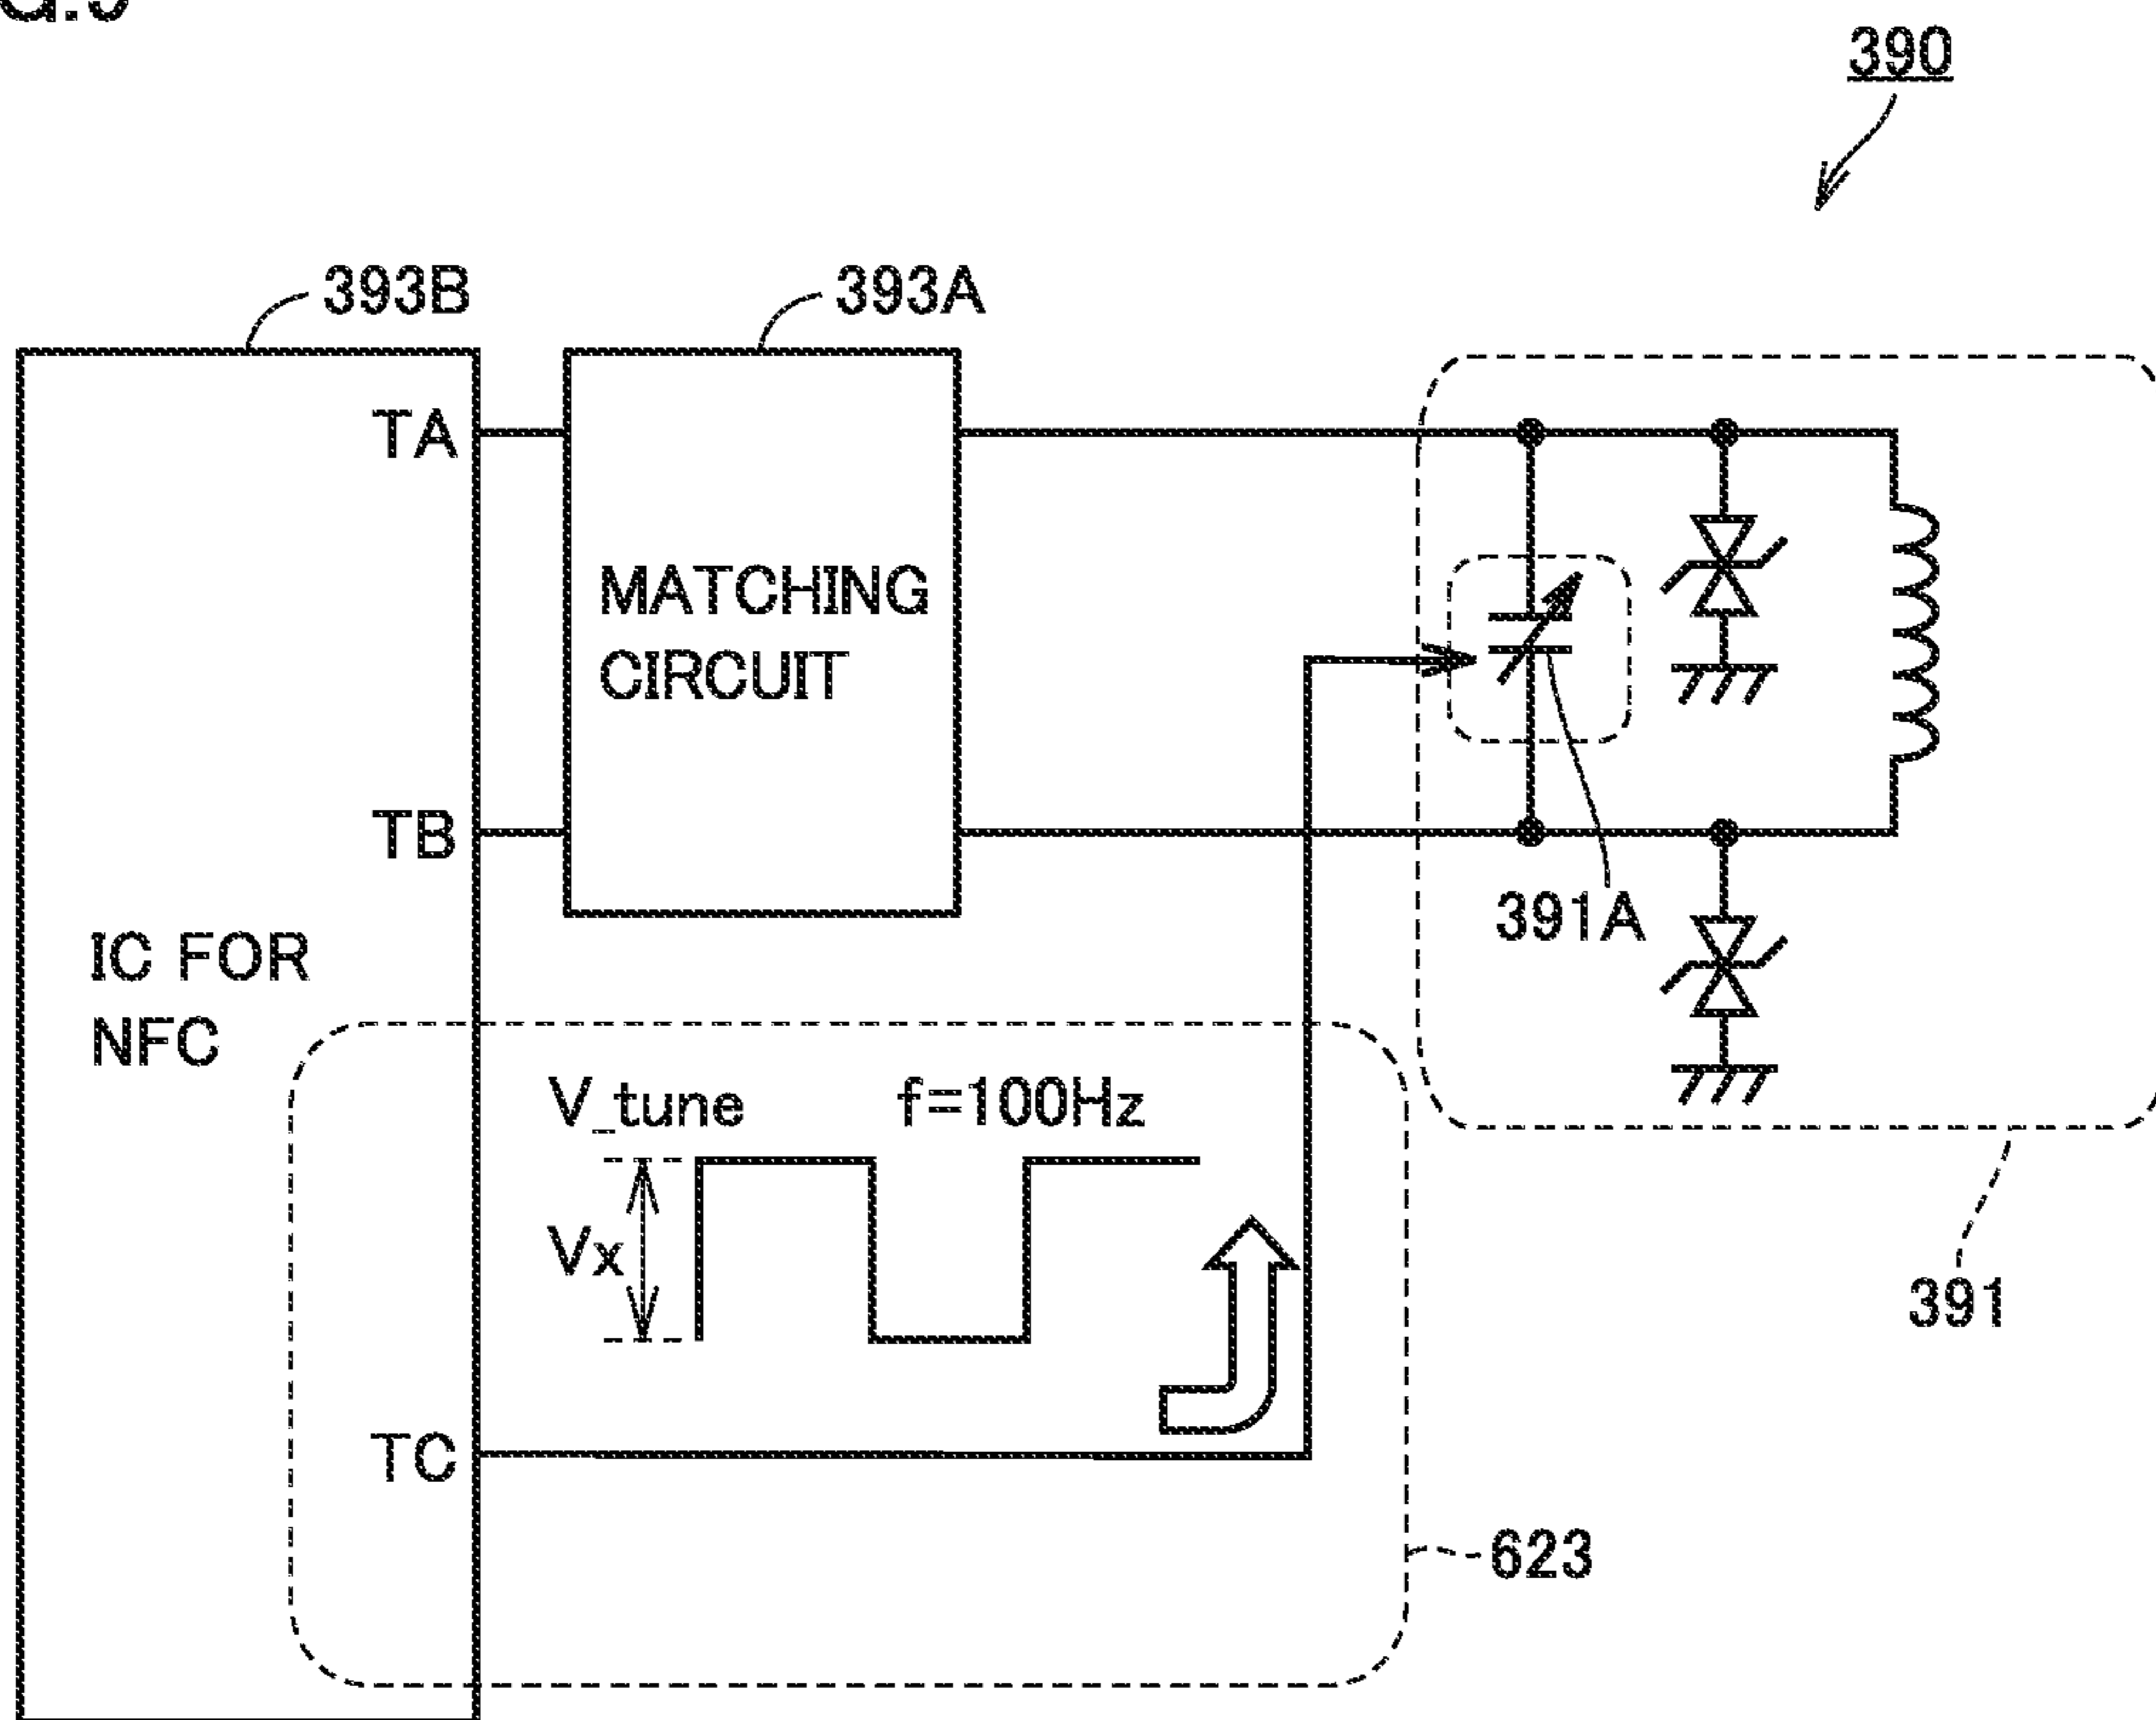 390
393B
393A
TA
MATCHING
CIRCUIT
TB
391A
IC FOR
NFC
V_tune
f=100Hz
Vx
391
TC
623